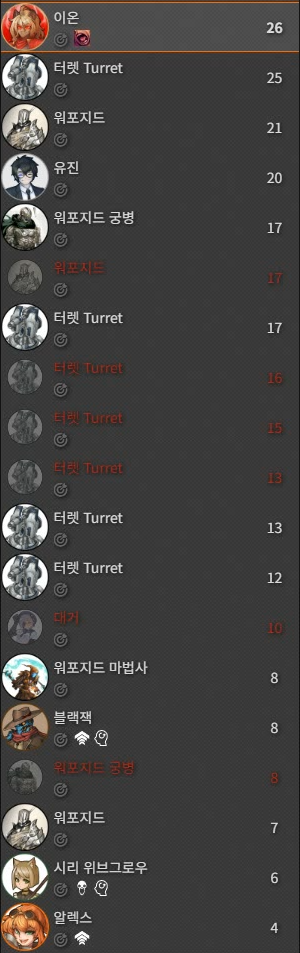 이온
26
터렛 Turret
25
워포지드
21
유진
20
워포지드 궁병
17
워포지드
17
터렛 Turret
17
터렛 Turret
16
터렛 Turret
15
터렛 Turret
13
터렛 Turret
13
터렛 Turret
12
대거
10
워포지드 마법사
8
블랙잭
8
워포지드 궁병
8
워포지드
7
시리 위브그로우
6
알렉스
4